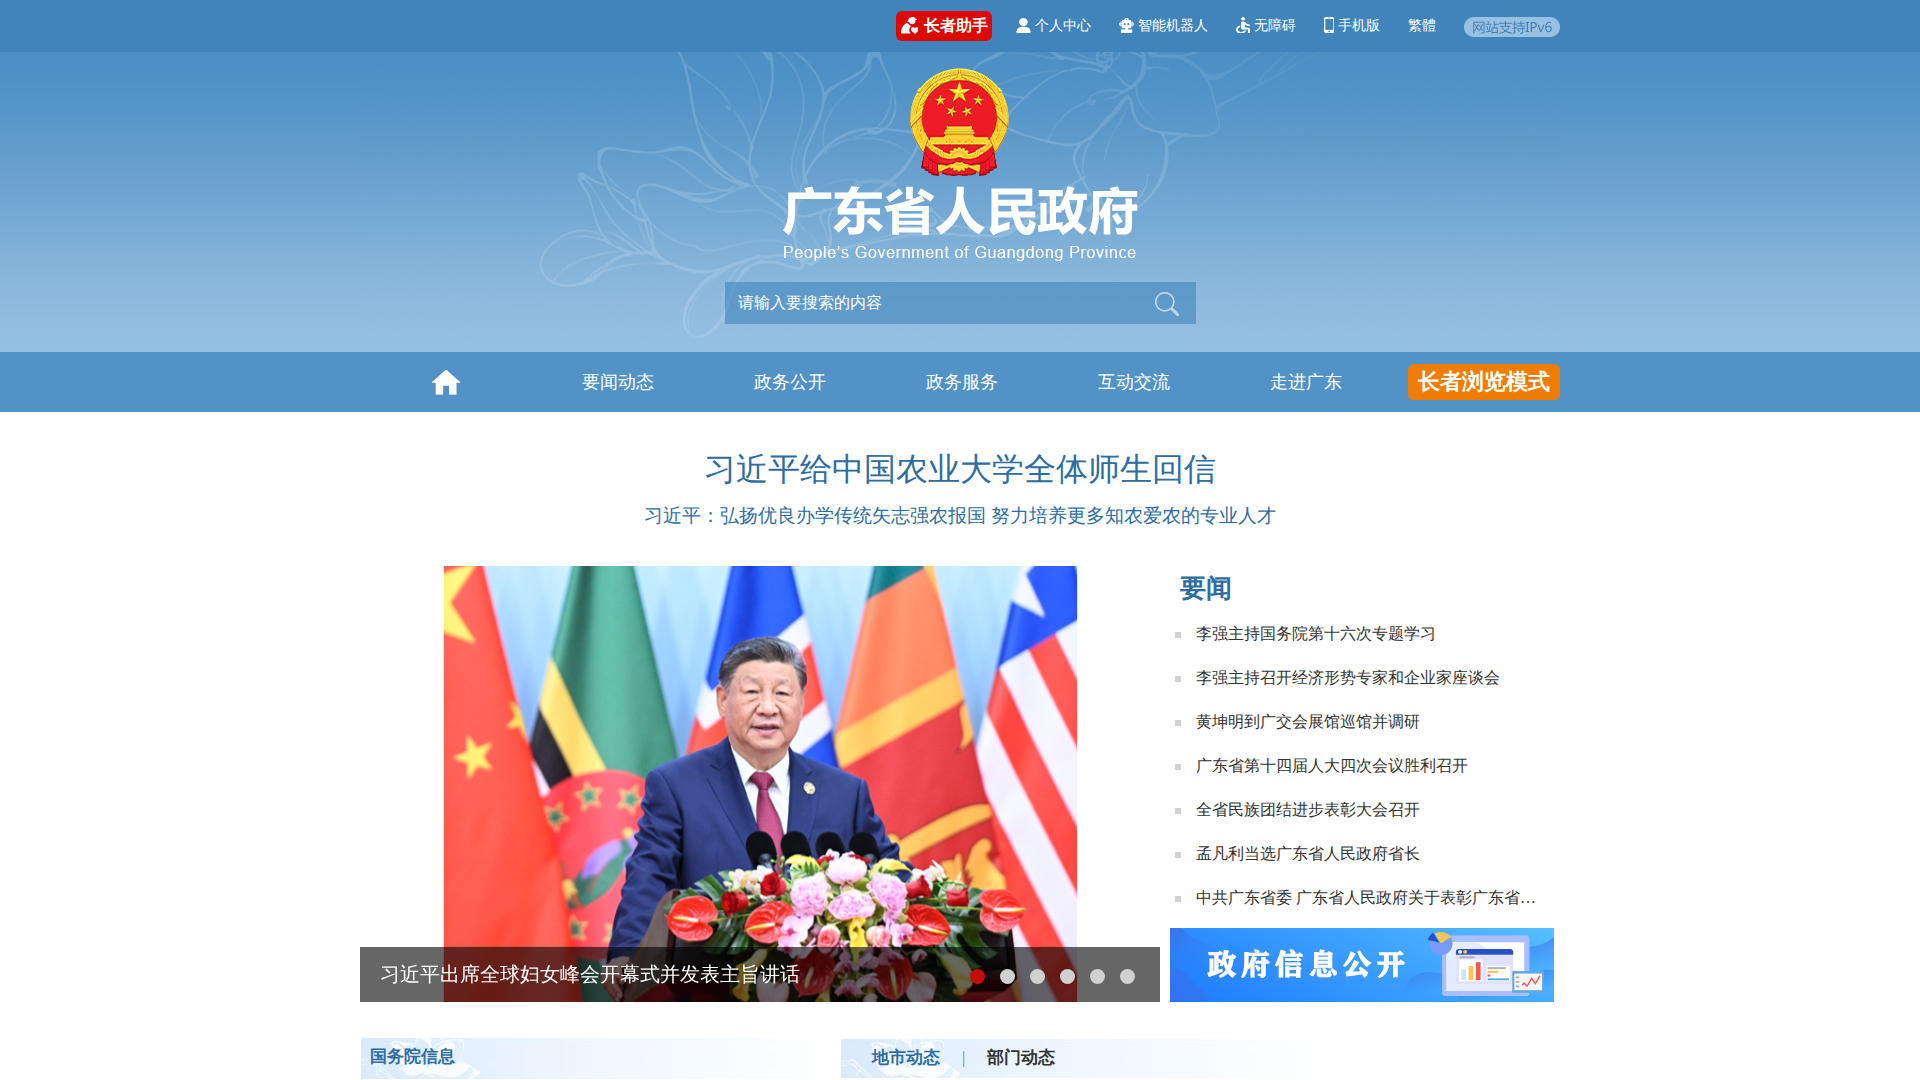 长者助手 个人中心 智能机器人 无障碍 手机版 繁體 网站支持IPv6
广东省人民政府
People's Government of Guangdong Province
请输入要搜索的内容
要闻动态 政务公开 政务服务 互动交流 走进广东 长者浏览模式
习近平给中国农业大学全体师生回信
习近平：弘扬优良办学传统矢志强农报国 努力培养更多知农爱农的专业人才
习近平出席全球妇女峰会开幕式并发表主旨讲话
要闻
李强主持国务院第十六次专题学习
李强主持召开经济形势专家和企业家座谈会
黄坤明到广交会展馆巡馆并调研
广东省第十四届人大四次会议胜利召开
全省民族团结进步表彰大会召开
孟凡利当选广东省人民政府省长
中共广东省委 广东省人民政府关于表彰广东省…
政府信息公开
国务院信息
地市动态 | 部门动态